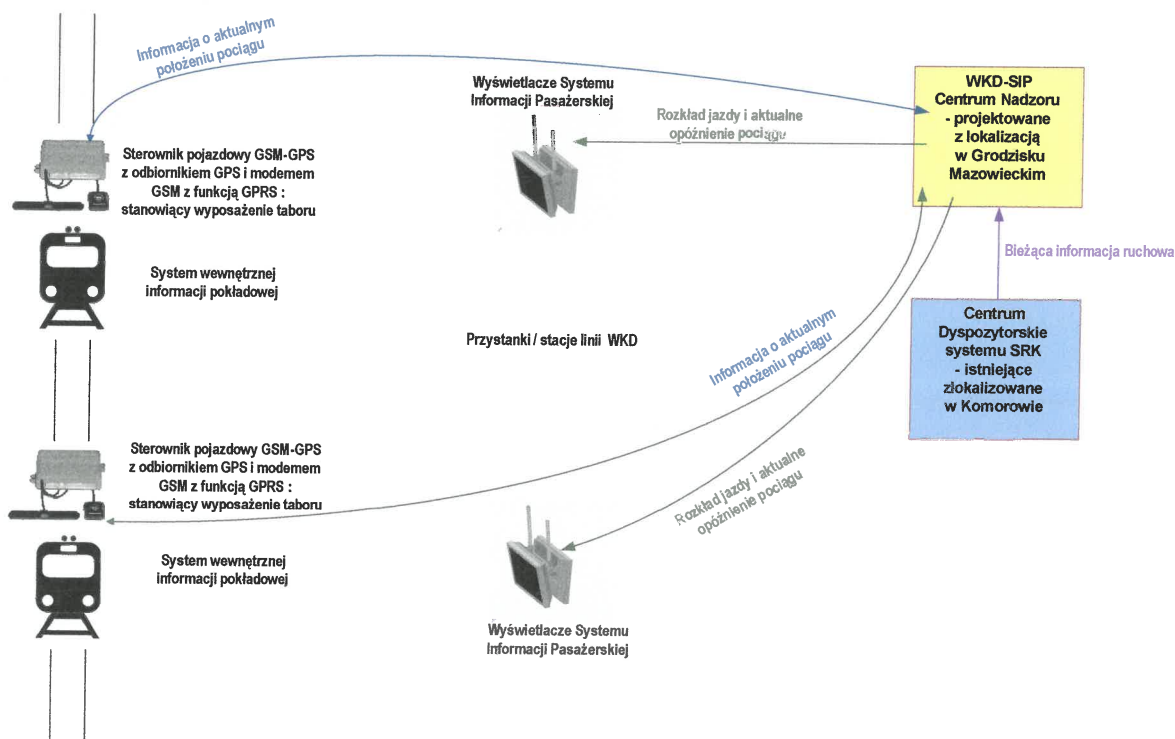 Informacja o aktualnym
położeniu pociągu
Wyświetlacze Systemu
Informacji Pasażerskiej
Rozkład jazdy i aktualne
opóźnienie pociągu
WKD-SIP
Centrum Nadzoru
- projektowane
z lokalizacją
w Grodzisku
Mazowieckim
Sterownik pojazdowy GSM-GPS
z odbiornikiem GPS i modemem
GSM z funkcją GPRS :
stanowiący wyposażenie taboru
System wewnętrznej
informacji pokładowej
Bieżąca informacja ruchowa
Przystanki / stacje linii WKD
Informacja o aktualnym
położeniu pociągu
Centrum
Dyspozytorskie
systemu SRK
- istniejące
zlokalizowane
w Komorowie
Sterownik pojazdowy GSM-GPS
z odbiornikiem GPS i modemem
GSM z funkcją GPRS :
stanowiący wyposażenie taboru
Rozkład jazdy i aktualne
opóźnienie pociągu
System wewnętrznej
informacji pokładowej
Wyświetlacze Systemu
Informacji Pasażerskiej